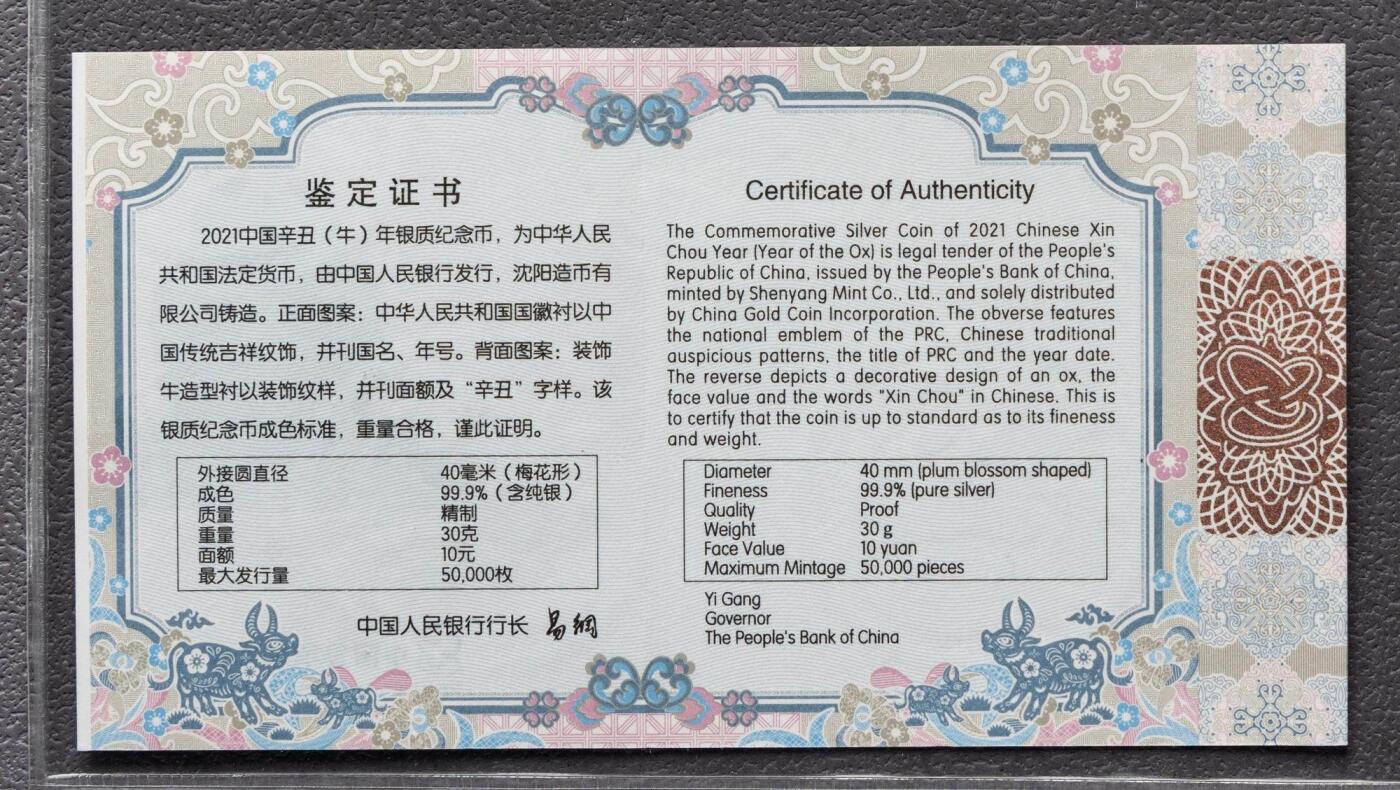 鉴定证书
2021中国辛丑（牛）年银质纪念币，为中华人民
共和国法定货币，由中国人民银行发行，沈阳造币有
限公司铸造。正面图案：中华人民共和国国徽衬以中
国传统吉祥纹饰，并刊国名、年号。背面图案：装饰
牛造型衬以装饰纹样，并刊面额及“辛丑”字样。该
银质纪念币成色标准，重量合格，谨此证明。
外接圆直径 40毫米（梅花形）
成色 99.9%（含纯银）
质量 精制
重量 30克
面额 10元
最大发行量 50,000枚
中国人民银行行长 易纲
Certificate of Authenticity
The Commemorative Silver Coin of 2021 Chinese Xin
Chou Year (Year of the Ox) is legal tender of the People's
Republic of China, issued by the People's Bank of China,
minted by Shenyang Mint Co., Ltd., and solely distributed
by China Gold Coin Incorporation. The obverse features
the national emblem of the PRC, Chinese traditional
auspicious patterns, the title of PRC and the year date.
The reverse depicts a decorative design of an ox, the
face value and the words "Xin Chou" in Chinese. This is
to certify that the coin is up to standard as to its fineness
and weight.
Diameter 40 mm (plum blossom shaped)
Fineness 99.9% (pure silver)
Quality Proof
Weight 30 g
Face Value 10 yuan
Maximum Mintage 50,000 pieces
Yi Gang
Governor
The People's Bank of China